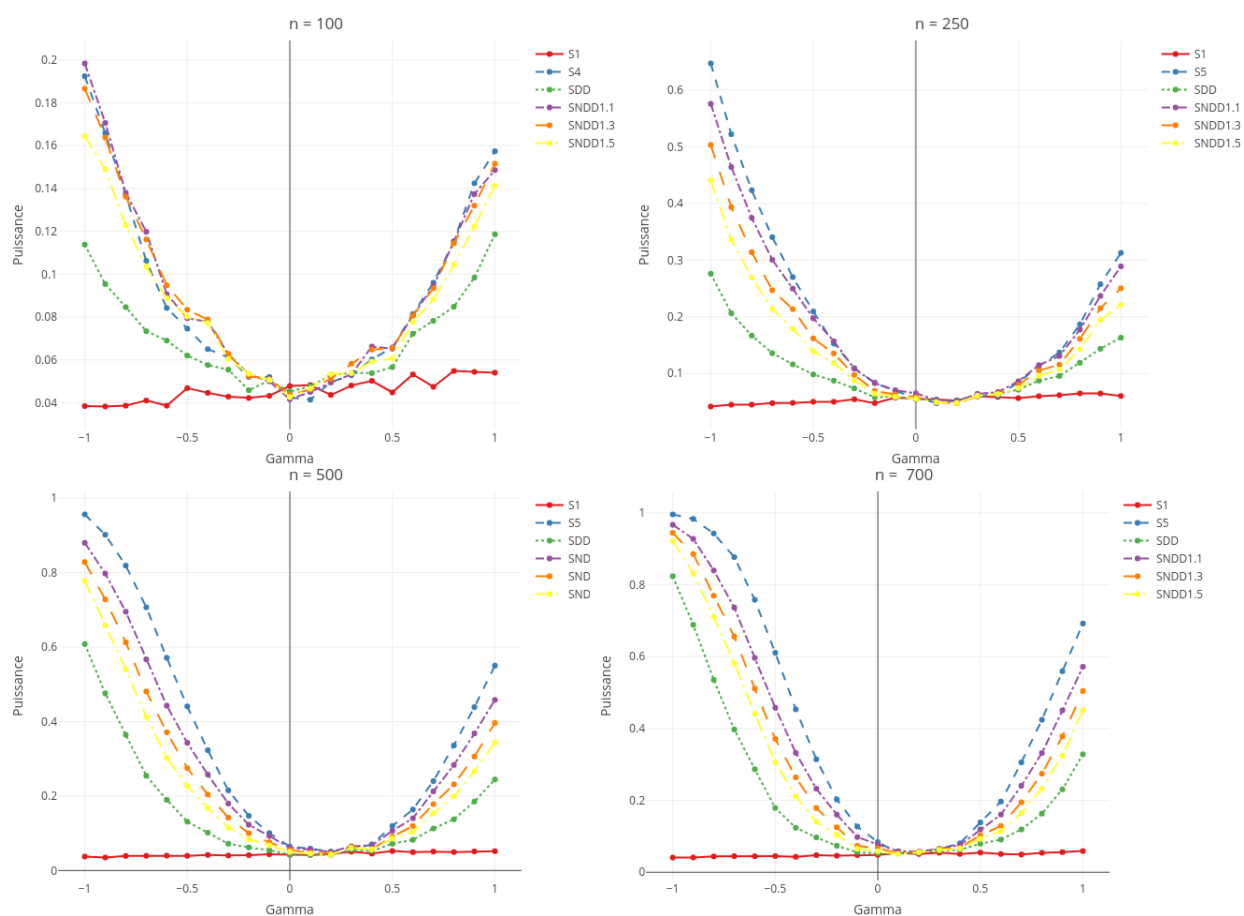 n = 100
S1
S4
SDD
SNDD1.1
SNDD1.3
SNDD1.5
0.2
0.18
0.16
0.14
0.12
0.1
0.08
0.06
0.04
Puissance
−1
−0.5
0
0.5
1
Gamma
n = 250
S1
S5
SDD
SNDD1.1
SNDD1.3
SNDD1.5
0.6
0.5
0.4
0.3
0.2
0.1
Puissance
−1
−0.5
0
0.5
1
Gamma
n = 500
S1
S5
SDD
SND
SND
SND
1
0.8
0.6
0.4
0.2
0
Puissance
−1
−0.5
0
0.5
1
Gamma
n = 700
S1
S5
SDD
SNDD1.1
SNDD1.3
SNDD1.5
1
0.8
0.6
0.4
0.2
0
Puissance
−1
−0.5
0
0.5
1
Gamma